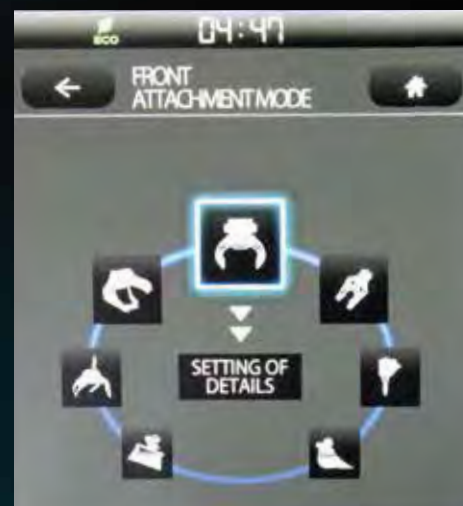 ECO
04:47
FRONT
ATTACHMENT MODE
SETTING OF
DETAILS